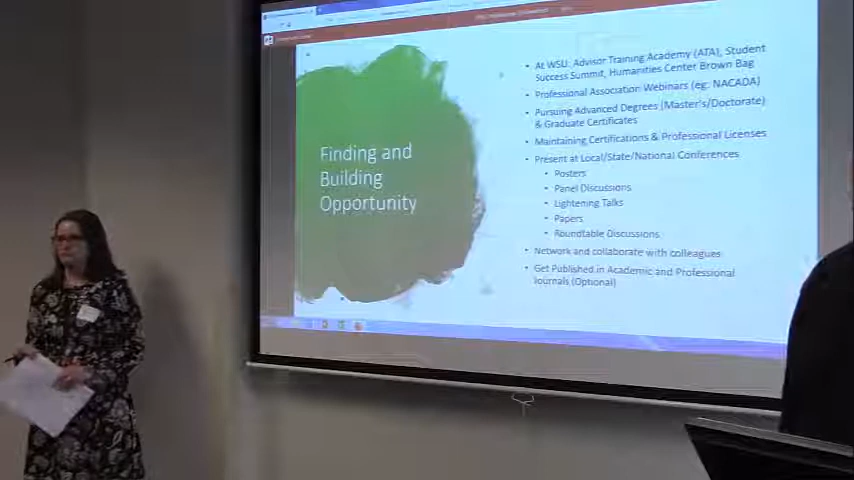 Finding and
Building
Opportunity
• At WSU: Advisor Training Academy (ATA), Student
Success Summit, Humanities Center Brown Bag
• Professional Association Webinars (eg: NACADA)
• Pursuing Advanced Degrees (Master's/Doctorate)
& Graduate Certificates
• Maintaining Certifications & Professional Licenses
• Present at Local/State/National Conferences
• Posters
• Panel Discussions
• Lightening Talks
• Papers
• Roundtable Discussions
• Network and collaborate with colleagues
• Get Published in Academic and Professional
Journals (Optional)